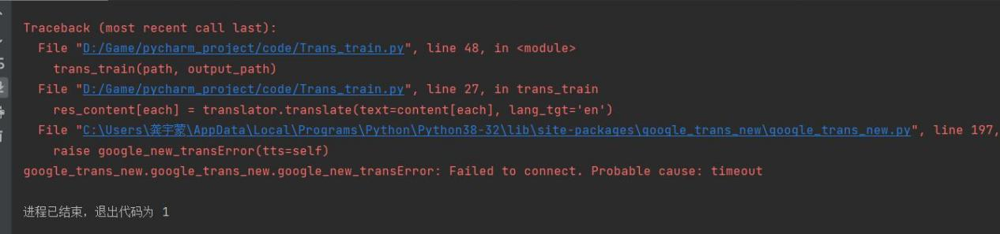 Traceback (most recent call last):
File "D:/Game/pycharm_project/code/Trans_train.py", line 48, in <module>
trans_train(path, output_path)
File "D:/Game/pycharm_project/code/Trans_train.py", line 27, in trans_train
res_content[each] = translator.translate(text=content[each], lang_tgt='en')
File "C:\Users\龚宇蒙\AppData\Local\Programs\Python\Python38-32\lib\site-packages\google_trans_new\google_trans_new.py", line 197,
raise google_new_transError(tts=self)
google_trans_new.google_trans_new.google_new_transError: Failed to connect. Probable cause: timeout
进程已结束，退出代码为 1